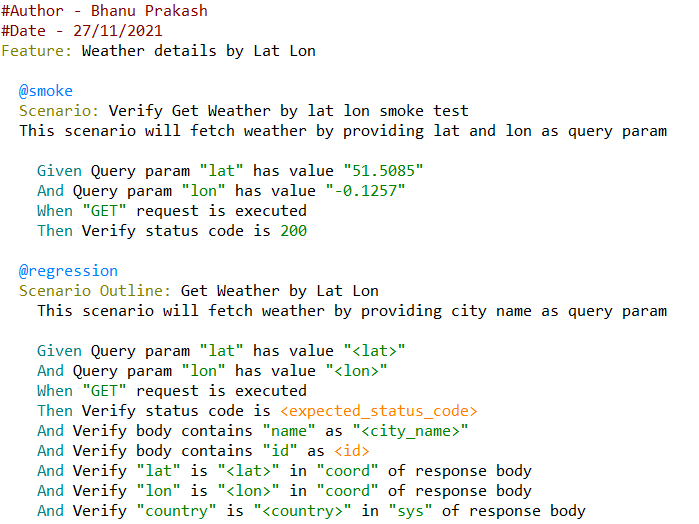 #Author - Bhanu Prakash
#Date - 27/11/2021
Feature: Weather details by Lat Lon
@smoke
Scenario: Verify Get Weather by lat lon smoke test
This scenario will fetch weather by providing lat and lon as query param
Given Query param "lat" has value "51.5085"
And Query param "lon" has value "-0.1257"
When "GET" request is executed
Then Verify status code is 200
@regression
Scenario Outline: Get Weather by Lat Lon
This scenario will fetch weather by providing city name as query param
Given Query param "lat" has value "<lat>"
And Query param "lon" has value "<lon>"
When "GET" request is executed
Then Verify status code is <expected_status_code>
And Verify body contains "name" as "<city_name>"
And Verify body contains "id" as <id>
And Verify "lat" is "<lat>" in "coord" of response body
And Verify "lon" is "<lon>" in "coord" of response body
And Verify "country" is "<country>" in "sys" of response body